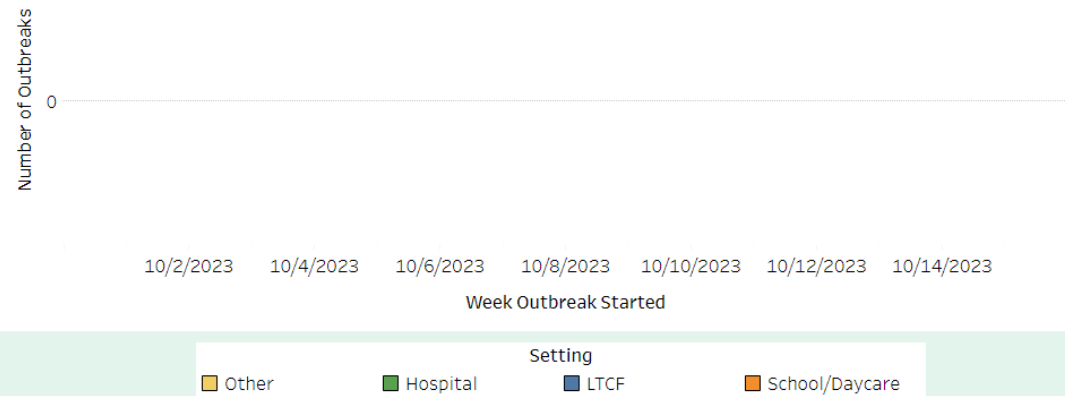 Number of Outbreaks
0
10/2/2023 10/4/2023 10/6/2023 10/8/2023 10/10/2023 10/12/2023 10/14/2023
Week Outbreak Started
Setting
Other Hospital LTCF School/Daycare